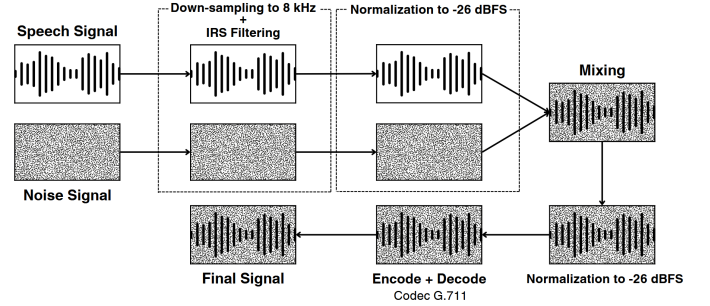 Down-sampling to 8 kHz
+
IRS Filtering
Normalization to -26 dBFS
Speech Signal
Mixing
Noise Signal
Final Signal
Encode + Decode
Codec G.711
Normalization to -26 dBFS